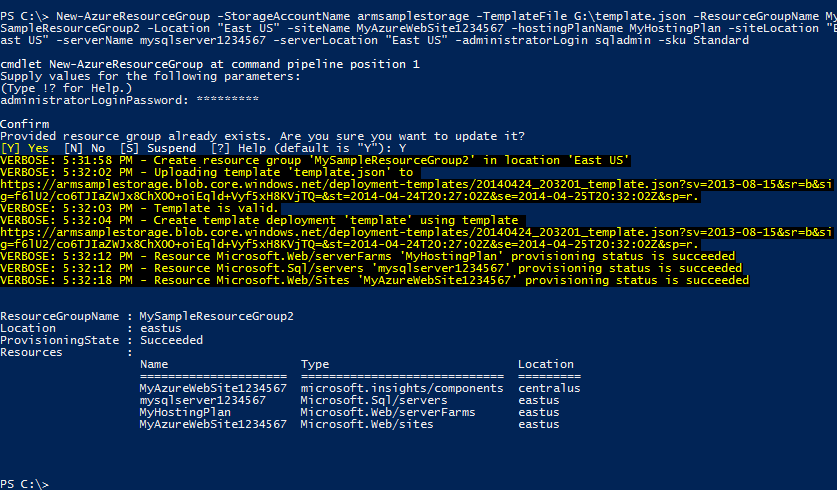 PS C:\> New-AzureResourceGroup -StorageAccountName armsamplestorage -TemplateFile G:\template.json -ResourceGroupName My
SampleResourceGroup2 -Location "East US" -siteName MyAzureWebSite1234567 -hostingPlanName MyHostingPlan -siteLocation "E
ast US" -serverName mysqlserver1234567 -serverLocation "East US" -administratorLogin sqladmin -sku Standard
cmdlet New-AzureResourceGroup at command pipeline position 1
Supply values for the following parameters:
(Type !? for Help.)
administratorLoginPassword: *********
Confirm
Provided resource group already exists. Are you sure you want to update it?
[Y] Yes  [N] No  [S] Suspend  [?] Help (default is "Y"): Y
VERBOSE: 5:31:58 PM - Create resource group 'MySampleResourceGroup2' in location 'East US'
VERBOSE: 5:32:02 PM - Uploading template 'template.json' to
https://armsamplestorage.blob.core.windows.net/deployment-templates/20140424_203201_template.json?sv=2013-08-15&sr=b&si
g=f6lU2/co6TJIaZWJx8ChXOO+oiEqld+Vyf5xH8KVjTQ=&st=2014-04-24T20:27:02Z&se=2014-04-25T20:32:02Z&sp=r.
VERBOSE: 5:32:03 PM - Template is valid.
VERBOSE: 5:32:04 PM - Create template deployment 'template' using template
https://armsamplestorage.blob.core.windows.net/deployment-templates/20140424_203201_template.json?sv=2013-08-15&sr=b&si
g=f6lU2/co6TJIaZWJx8ChXOO+oiEqld+Vyf5xH8KVjTQ=&st=2014-04-24T20:27:02Z&se=2014-04-25T20:32:02Z&sp=r.
VERBOSE: 5:32:12 PM - Resource Microsoft.Web/serverFarms 'MyHostingPlan' provisioning status is succeeded
VERBOSE: 5:32:12 PM - Resource Microsoft.Sql/servers 'mysqlserver1234567' provisioning status is succeeded
VERBOSE: 5:32:18 PM - Resource Microsoft.Web/Sites 'MyAzureWebSite1234567' provisioning status is succeeded
ResourceGroupName : MySampleResourceGroup2
Location          : eastus
ProvisioningState : Succeeded
Resources         :
Name                   Type                            Location
=====================  ==============================  =========
MyAzureWebSite1234567  microsoft.insights/components   centralus
mysqlserver1234567     Microsoft.Sql/servers           eastus
MyHostingPlan          Microsoft.Web/serverFarms       eastus
MyAzureWebSite1234567  Microsoft.Web/sites             eastus
PS C:\>